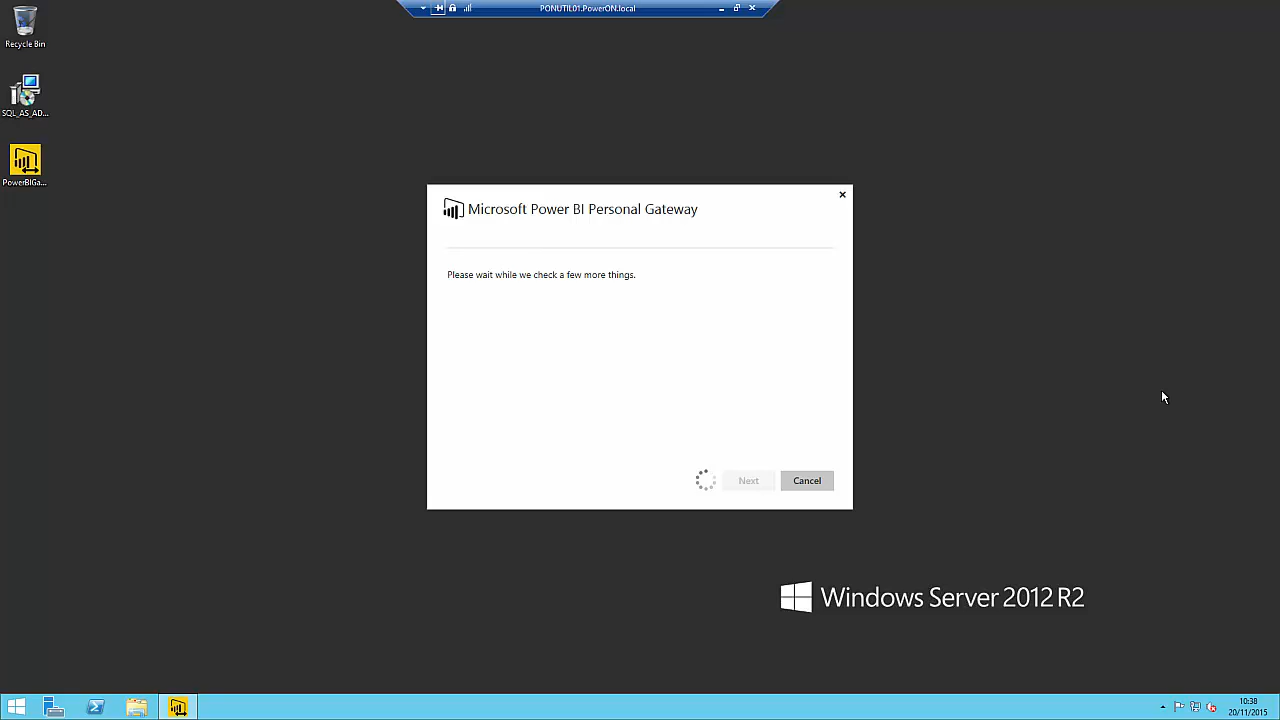 PONUTIL01.PowerON.local
Recycle Bin
SQL_AS_AD...
PowerBIGa...
Microsoft Power BI Personal Gateway
Please wait while we check a few more things.
Next
Cancel
Windows Server 2012 R2
10:38
20/11/2015